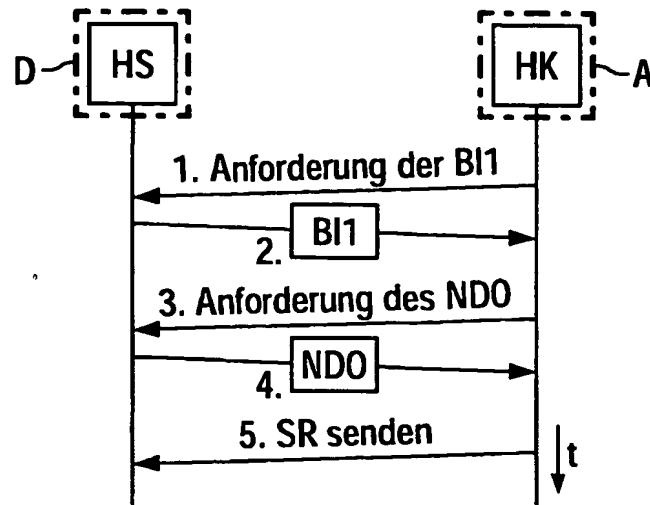 D HS HK A
1. Anforderung der BI1
2. BI1
3. Anforderung des NDO
4. NDO
5. SR senden
t